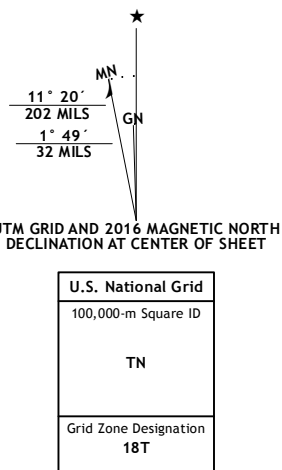 ★
MN
11° 20´
202 MILS
GN
1° 49´
32 MILS
UTM GRID AND 2016 MAGNETIC NORTH
DECLINATION AT CENTER OF SHEET
U.S. National Grid
100,000-m Square ID
TN
Grid Zone Designation
18T